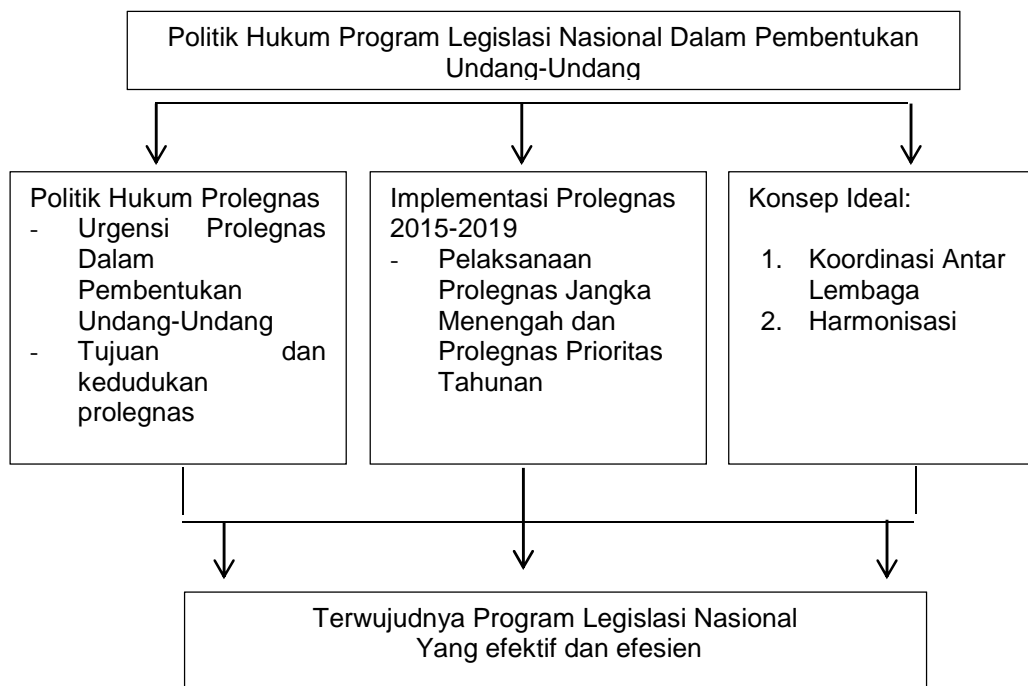 Politik Hukum Program Legislasi Nasional Dalam Pembentukan
Undang-Undang
Politik Hukum Prolegnas
- Urgensi Prolegnas
Dalam
Pembentukan
Undang-Undang
- Tujuan dan
kedudukan
prolegnas
Implementasi Prolegnas
2015-2019
- Pelaksanaan
Prolegnas Jangka
Menengah dan
Prolegnas Prioritas
Tahunan
Konsep Ideal:
1. Koordinasi Antar
Lembaga
2. Harmonisasi
Terwujudnya Program Legislasi Nasional
Yang efektif dan efesien